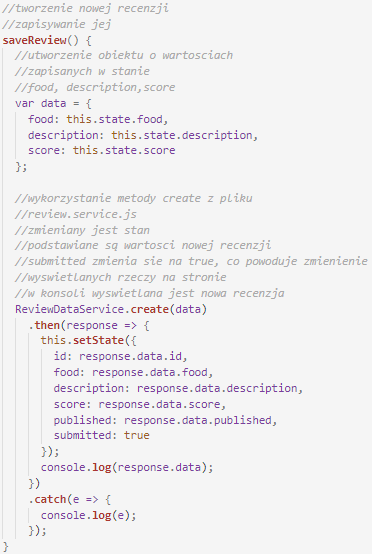 //tworzenie nowej recenzji
//zapisywanie jej
saveReview() {
  //utworzenie obiektu o wartosciach
  //zapisanych w stanie
  //food, description,score
  var data = {
    food: this.state.food,
    description: this.state.description,
    score: this.state.score
  };

  //wykorzystanie metody create z pliku
  //review.service.js
  //zmieniany jest stan
  //podstawiane są wartosci nowej recenzji
  //submitted zmienia sie na true, co powoduje zmienienie
  //wyswietlanych rzeczy na stronie
  //w konsoli wyswietlana jest nowa recenzja
  ReviewDataService.create(data)
    .then(response => {
      this.setState({
        id: response.data.id,
        food: response.data.food,
        description: response.data.description,
        score: response.data.score,
        published: response.data.published,
        submitted: true
      });
      console.log(response.data);
    })
    .catch(e => {
      console.log(e);
    });
}